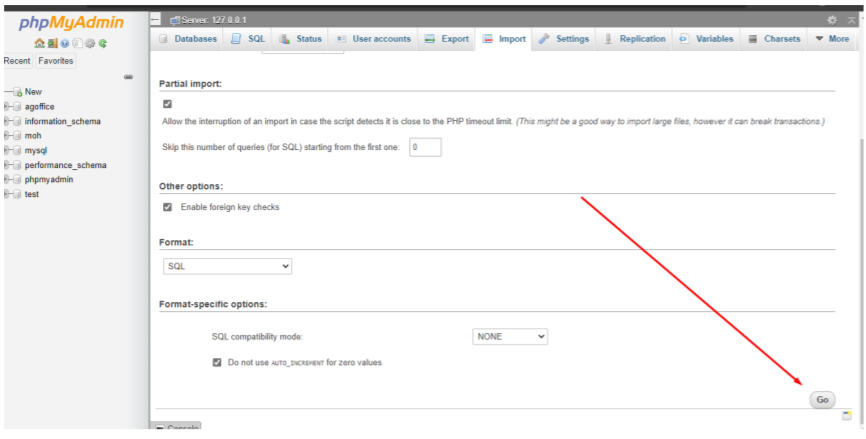 phpMyAdmin
Recent Favorites
New
agoffice
information_schema
moh
mysql
performance_schema
phpmyadmin
test
Server: 127.0.0.1
Databases SQL Status User accounts Export Import Settings Replication Variables Charsets More
Partial import:
Allow the interruption of an import in case the script detects it is close to the PHP timeout limit. (This might be a good way to import large files, however it can break transactions.)
Skip this number of queries (for SQL) starting from the first one: 0
Other options:
Enable foreign key checks
Format:
SQL
Format-specific options:
SQL compatibility mode: NONE
Do not use AUTO_INCREMENT for zero values
Go
Console